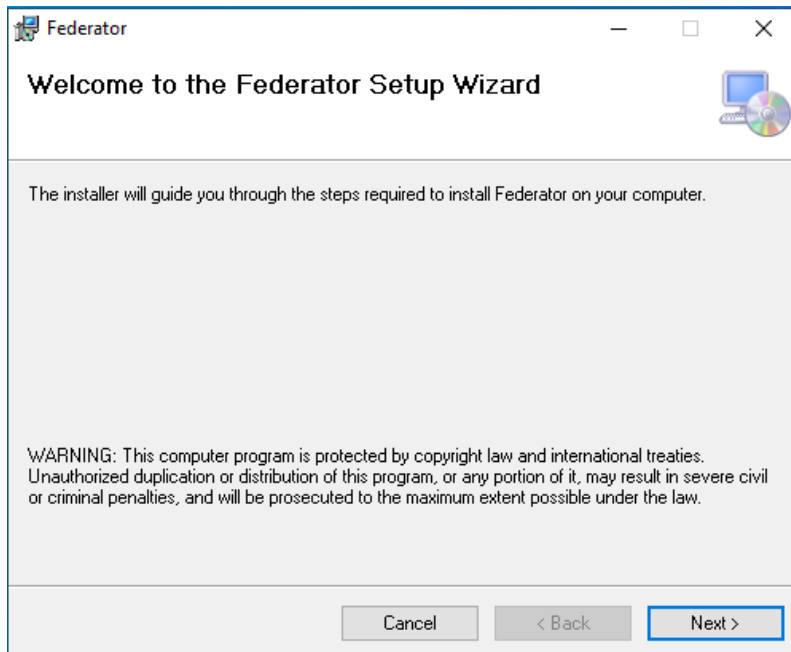 Federator
Welcome to the Federator Setup Wizard
The installer will guide you through the steps required to install Federator on your computer.
WARNING: This computer program is protected by copyright law and international treaties.
Unauthorized duplication or distribution of this program, or any portion of it, may result in severe civil
or criminal penalties, and will be prosecuted to the maximum extent possible under the law.
Cancel
< Back
Next >